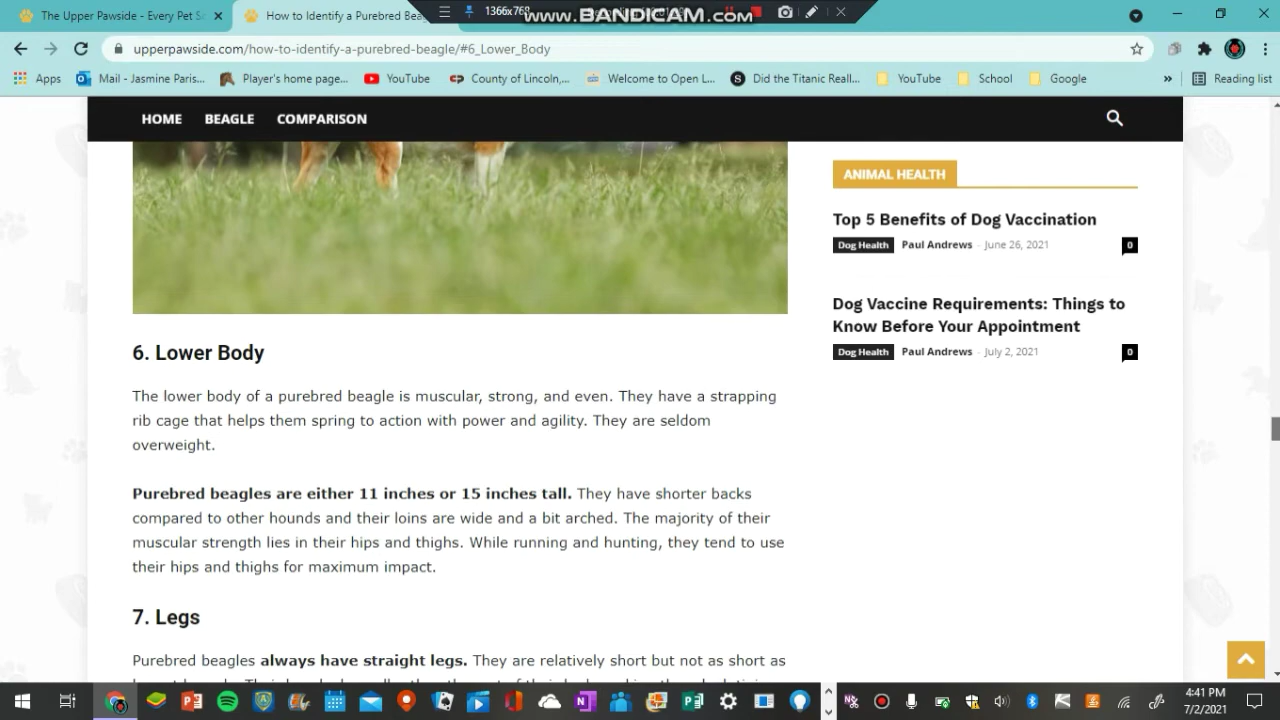 The Upper Pawside - Every Pet S
How to Identify a Purebred Bea
1366x768
www.BANDICAM.com
upperpawside.com/how-to-identify-a-purebred-beagle/#6_Lower_Body
Apps
Mail - Jasmine Paris...
Player's home page...
YouTube
County of Lincoln,...
Welcome to Open L...
Did the Titanic Reall...
YouTube
School
Google
»
Reading list
HOME BEAGLE COMPARISON
ANIMAL HEALTH
Top 5 Benefits of Dog Vaccination
Dog Health Paul Andrews - June 26, 2021 0
Dog Vaccine Requirements: Things to
Know Before Your Appointment
Dog Health Paul Andrews - July 2, 2021 0
6. Lower Body
The lower body of a purebred beagle is muscular, strong, and even. They have a strapping
rib cage that helps them spring to action with power and agility. They are seldom
overweight.
Purebred beagles are either 11 inches or 15 inches tall. They have shorter backs
compared to other hounds and their loins are wide and a bit arched. The majority of their
muscular strength lies in their hips and thighs. While running and hunting, they tend to use
their hips and thighs for maximum impact.
7. Legs
Purebred beagles always have straight legs. They are relatively short but not as short as
4:41 PM
7/2/2021